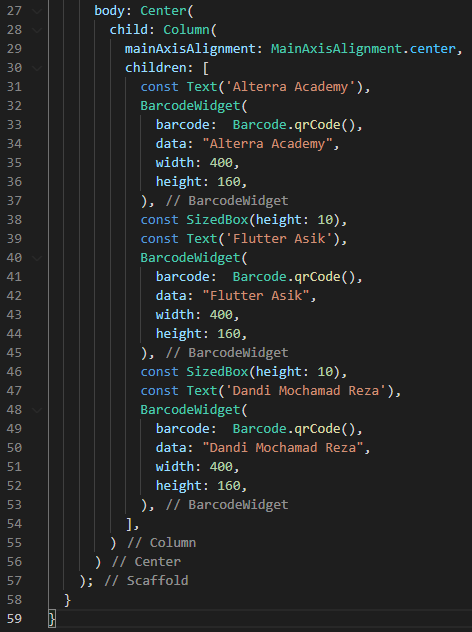 27 body: Center(
28 child: Column(
29 mainAxisAlignment: MainAxisAlignment.center,
30 children: [
31 const Text('Alterra Academy'),
32 BarcodeWidget(
33 barcode:  Barcode.qrCode(),
34 data: "Alterra Academy",
35 width: 400,
36 height: 160,
37 ), // BarcodeWidget
38 const SizedBox(height: 10),
39 const Text('Flutter Asik'),
40 BarcodeWidget(
41 barcode:  Barcode.qrCode(),
42 data: "Flutter Asik",
43 width: 400,
44 height: 160,
45 ), // BarcodeWidget
46 const SizedBox(height: 10),
47 const Text('Dandi Mochamad Reza'),
48 BarcodeWidget(
49 barcode:  Barcode.qrCode(),
50 data: "Dandi Mochamad Reza",
51 width: 400,
52 height: 160,
53 ), // BarcodeWidget
54 ],
55 ) // Column
56 ) // Center
57 ); // Scaffold
58 }
59 }